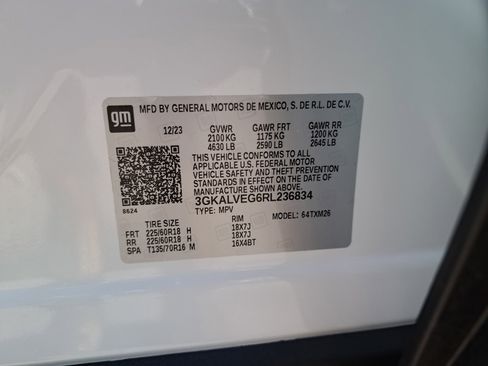 gm MFD BY GENERAL MOTORS DE MEXICO, S. DE R.L. DE C.V.
12/23 GVWR GAWR FRT GAWR RR
2100 KG 1175 KG 1200 KG
4630 LB 2590 LB 2645 LB
THIS VEHICLE CONFORMS TO ALL
APPLICABLE U.S. FEDERAL MOTOR
VEHICLE SAFETY, BUMPER, AND THEFT
PREVENTION STANDARDS IN EFFECT ON
THE DATE OF MANUFACTURE SHOWN ABOVE.
3GKALVEG6RL236834
8624 TYPE: MPV MODEL: 64TXM26
TIRE SIZE RIM
FRT 225/60R18 H 18X7J
RR 225/60R18 H 18X7J
SPA T135/70R16 M 16X4BT